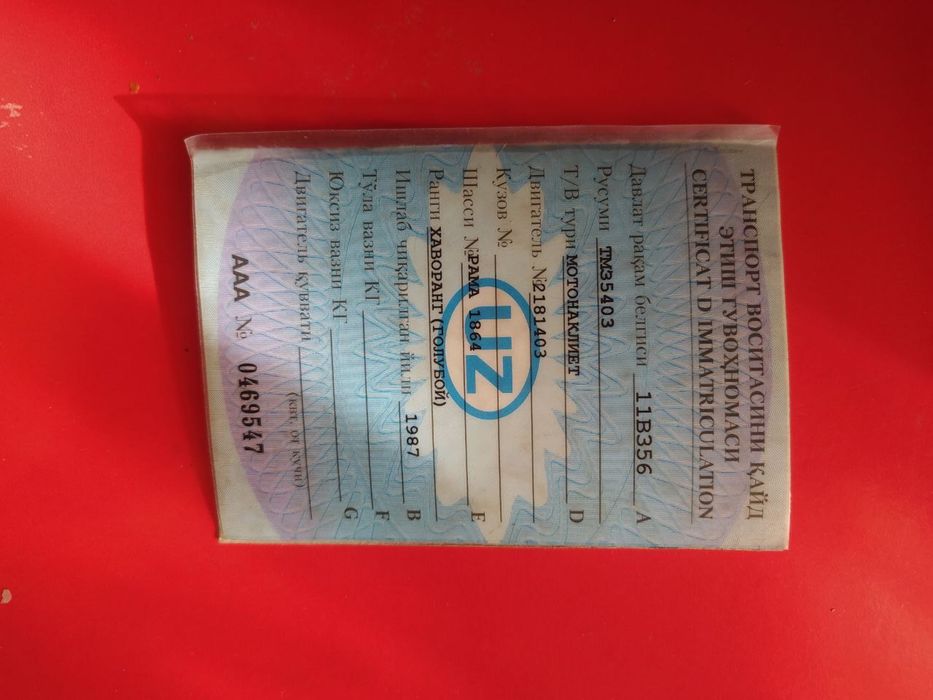 ТРАНСПОРТ ВОСИТАСИНИ ҚАЙД
ЭТИШ ГУВОҲНОМАСИ
CERTIFICAT D IMMATRICULATION
Давлат рақам белгиси 11В3356 A
Русуми ТМЗ5403
Т/В тури МОТОНАКЛИЕТ D
Двигатель №2181403
Кузов №
Шасси №РАМА 1864 E
Ранги ХАВОРАНГ(ГОЛУБОЙ)
Ишлаб чиқарилган йили 1987 B
Тўла вазни КГ F
Юксиз вазни КГ G
Двигатель қуввати
(квт, от кучи)
UZ
ААА № 0469547